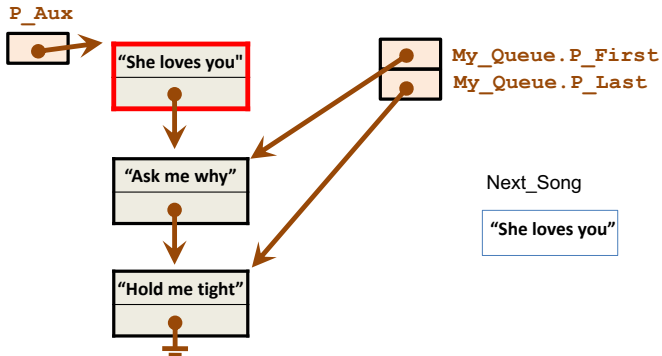 P_Aux
“She loves you"
My_Queue.P_First
My_Queue.P_Last
“Ask me why”
Next_Song
“She loves you”
“Hold me tight”